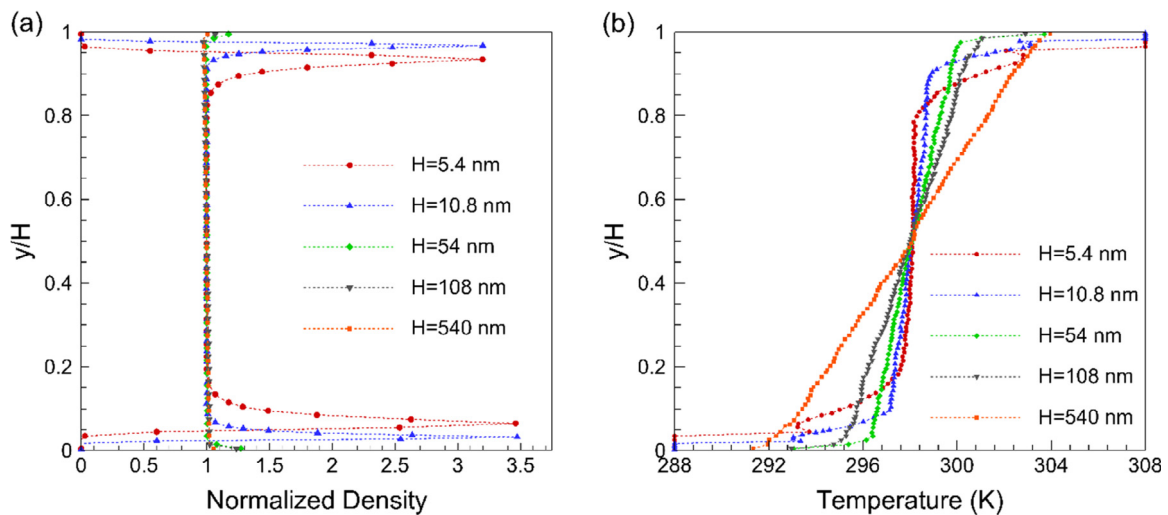 (a)
1
0.8
0.6
0.4
0.2
0
y/H
H=5.4 nm
H=10.8 nm
H=54 nm
H=108 nm
H=540 nm
0 0.5 1 1.5 2 2.5 3 3.5
Normalized Density
(b)
1
0.8
0.6
0.4
0.2
0
y/H
H=5.4 nm
H=10.8 nm
H=54 nm
H=108 nm
H=540 nm
288 292 296 300 304 308
Temperature (K)